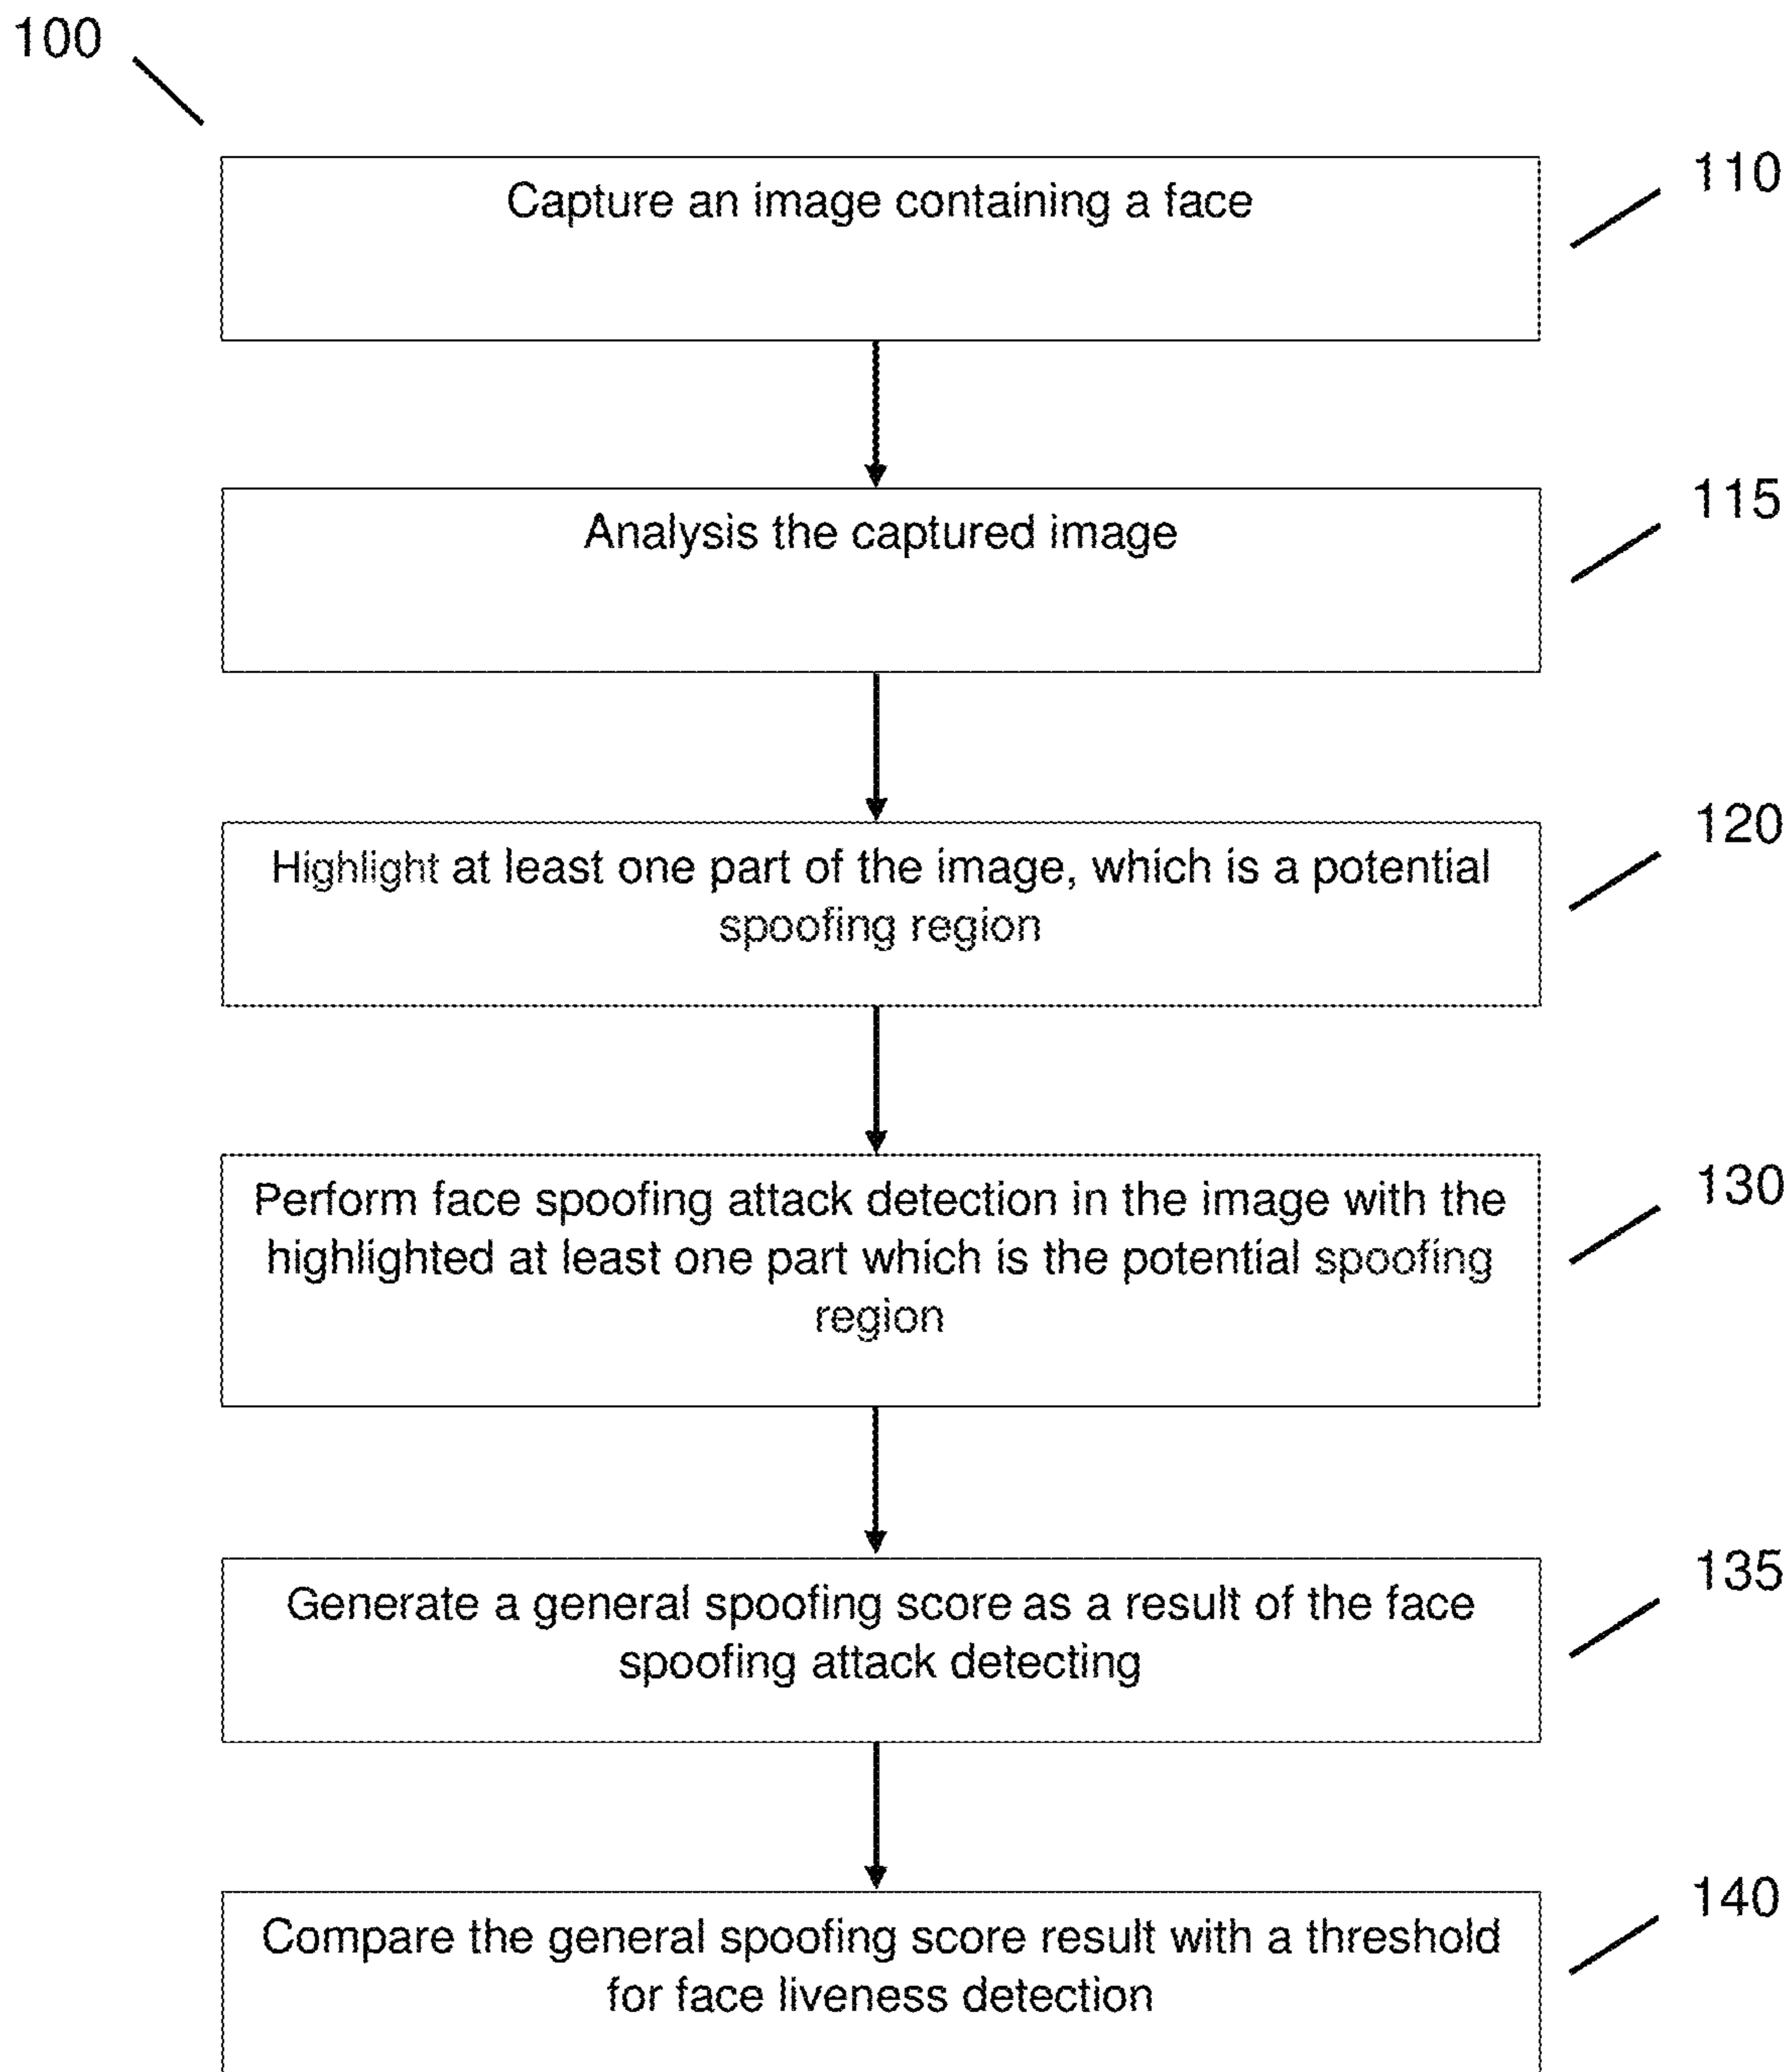 100
110
Capture an image containing a face
115
Analysis the captured image
120
Highlight at least one part of the image, which is a potential
spoofing region
130
Perform face spoofing attack detection in the image with the
highlighted at least one part which is the potential spoofing
region
135
Generate a general spoofing score as a result of the face
spoofing attack detecting
140
Compare the general spoofing score result with a threshold
for face liveness detection